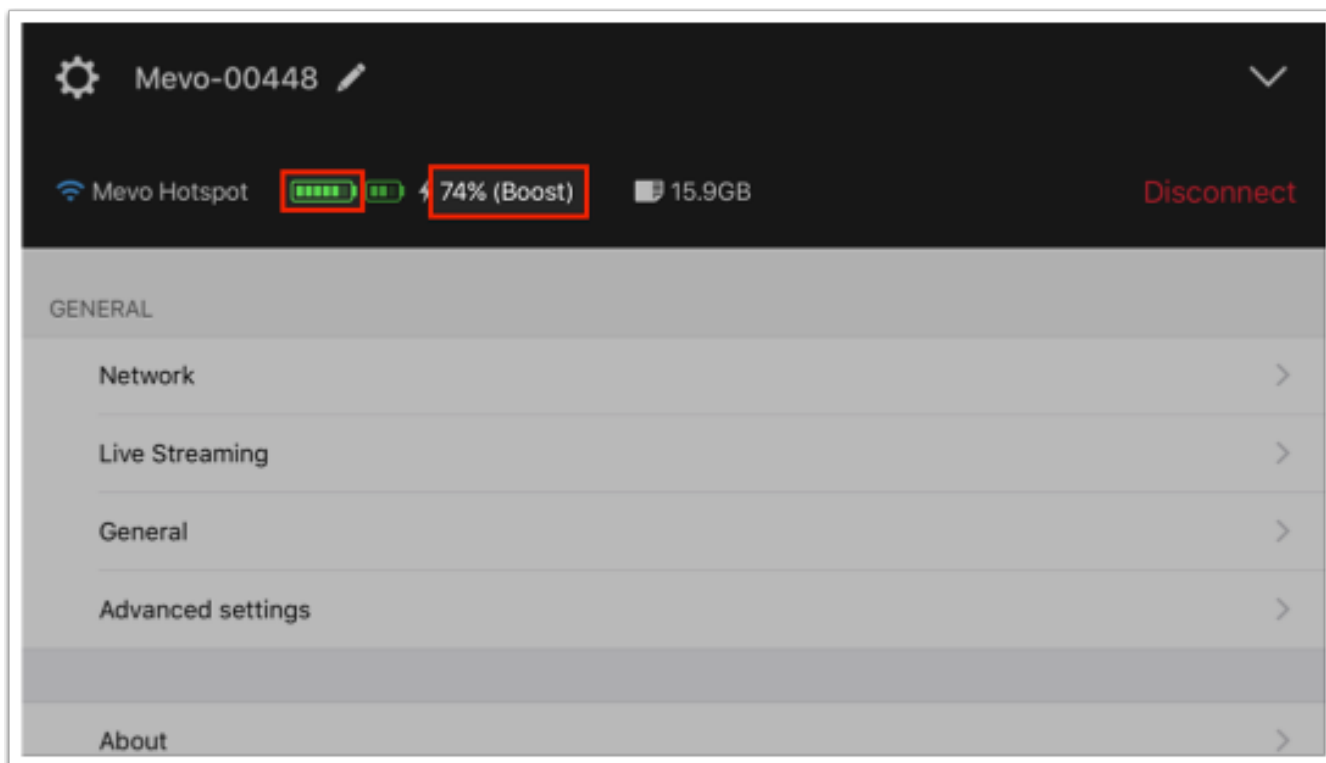 Mevo-00448
Mevo Hotspot 74% (Boost) 15.9GB Disconnect
GENERAL
Network
Live Streaming
General
Advanced settings
About